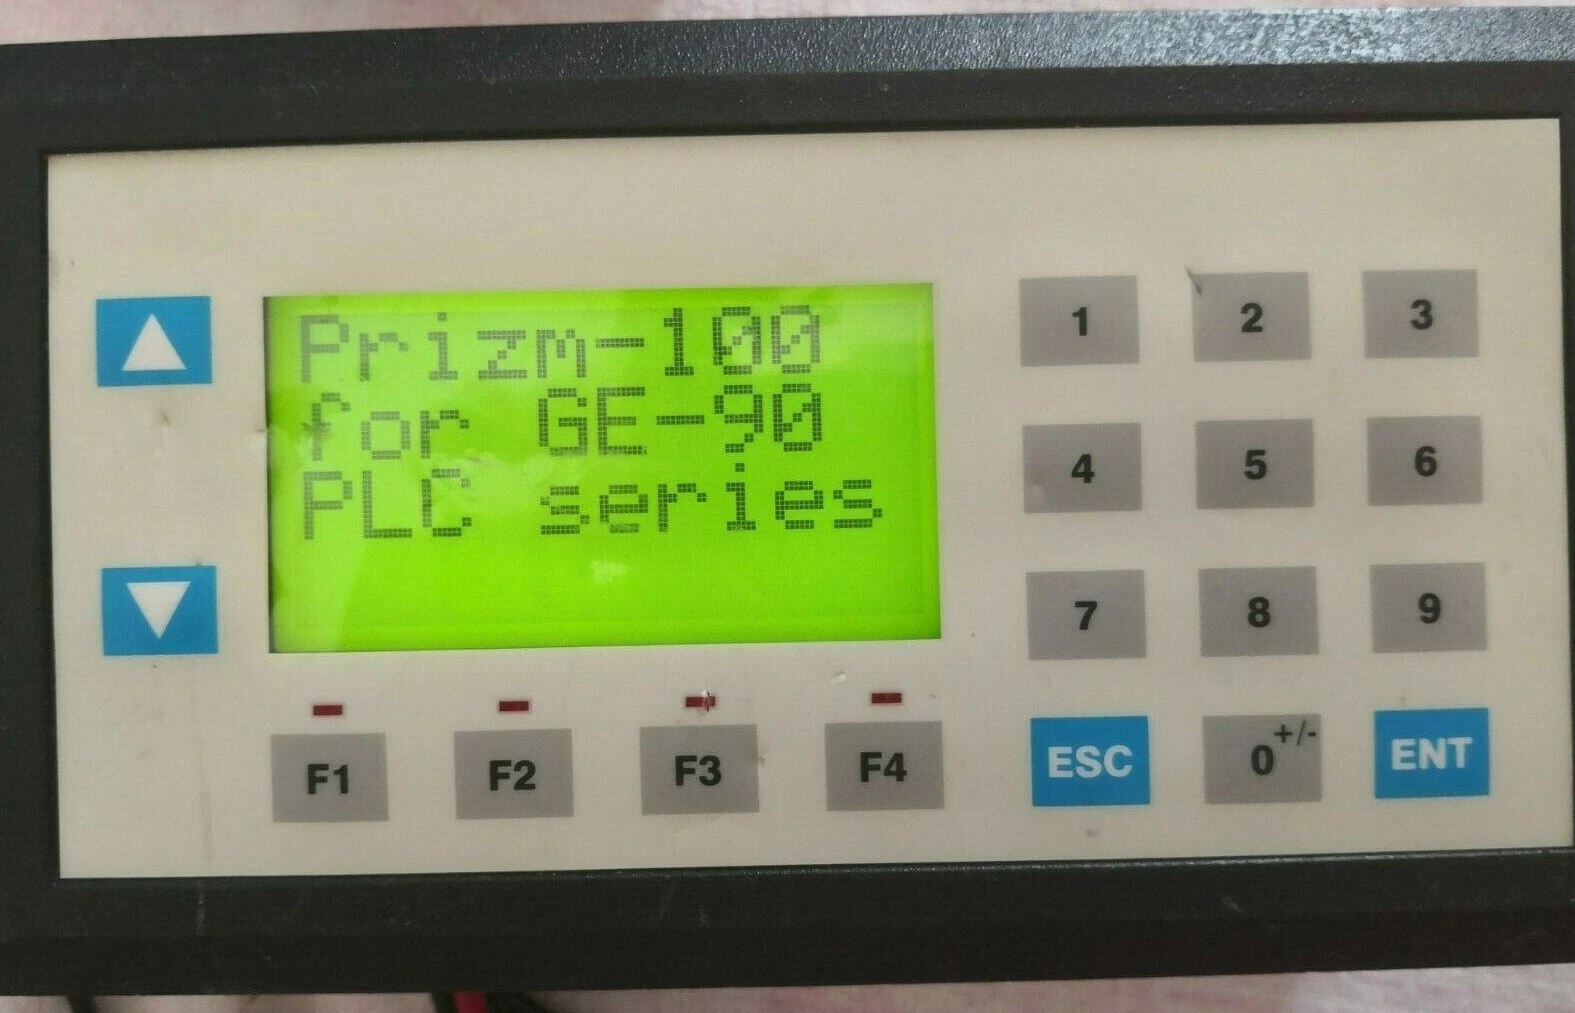 Prizm-100
for GE-90
PLC series
1 2 3
4 5 6
7 8 9
ESC 0 +/- ENT
F1 F2 F3 F4